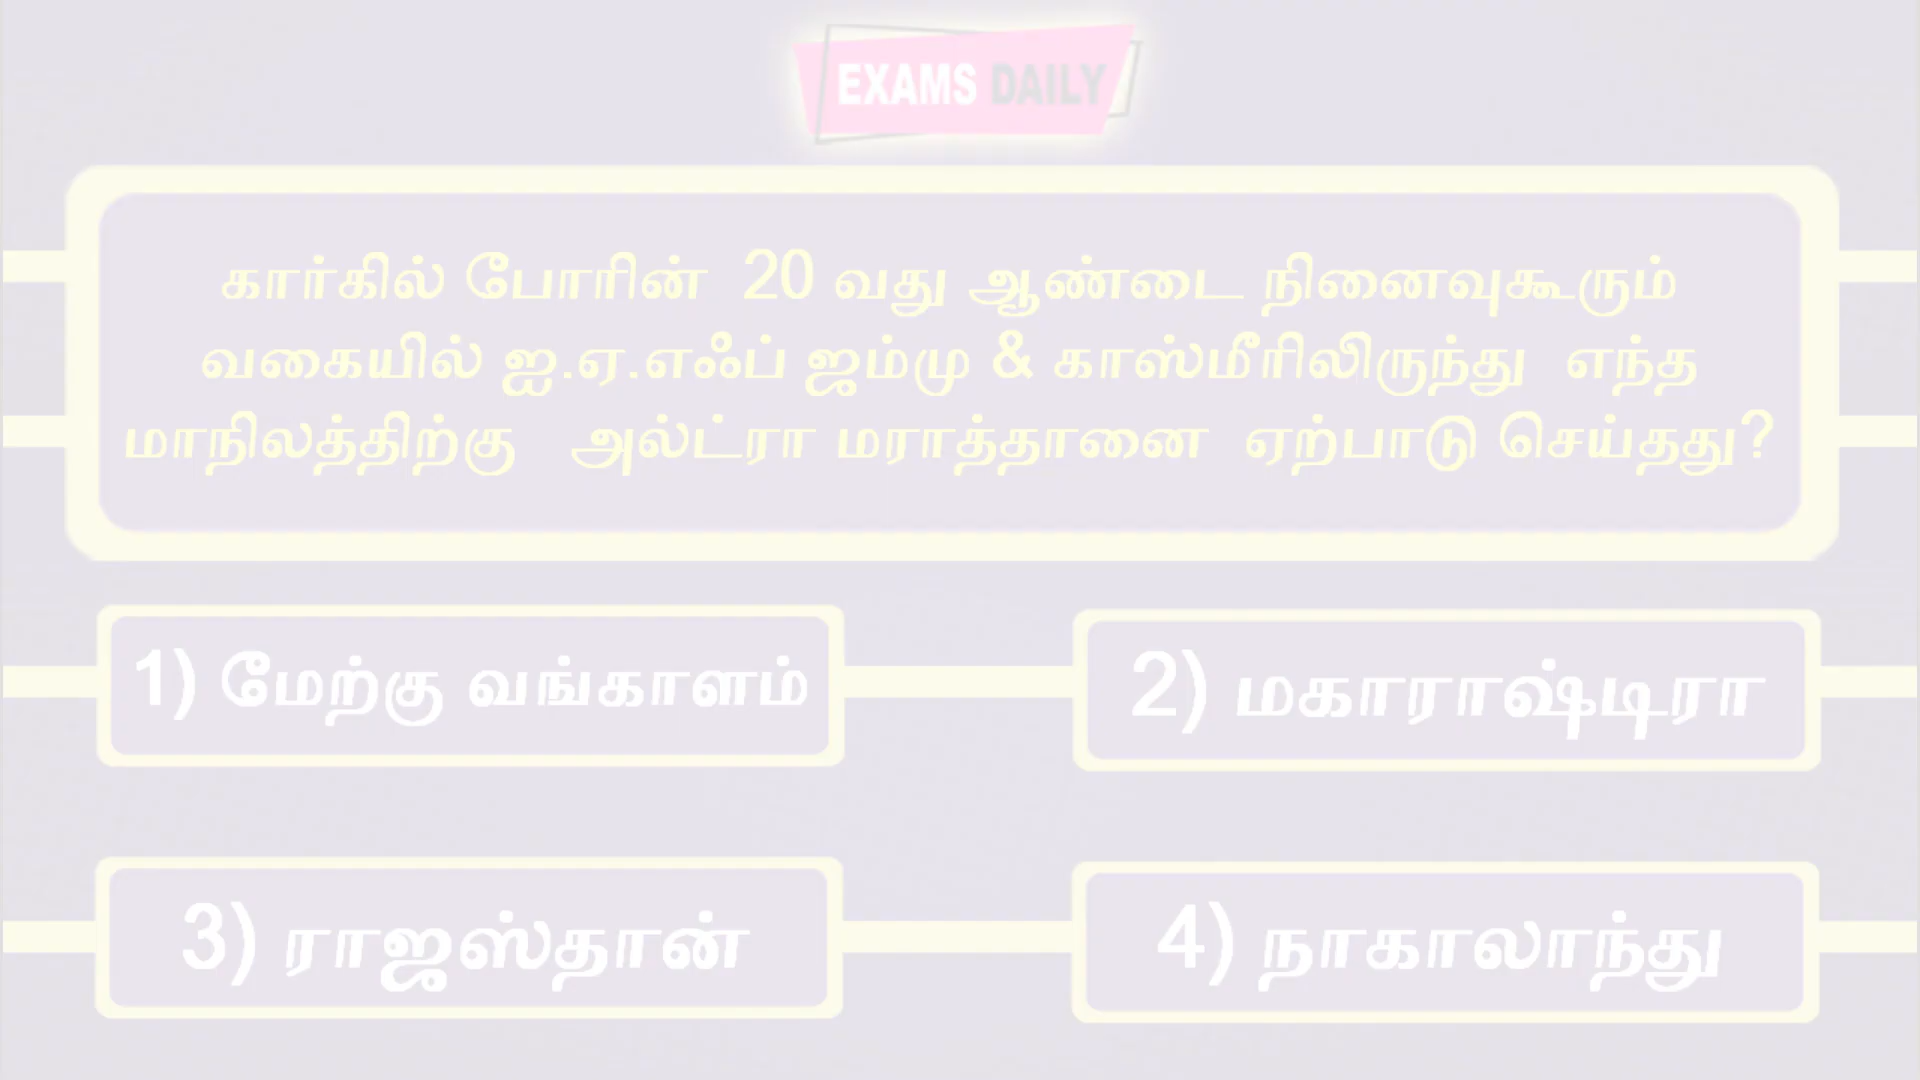 EXAMS DAILY
கார்கில் போரின் 20 வது ஆண்டை நினைவுகூரும்
வகையில் ஐ.ஏ.எஃப் ஜம்மு & காஸ்மீரிலிருந்து எந்த
மாநிலத்திற்கு அல்ட்ரா மராத்தானை ஏற்பாடு செய்தது?
1) மேற்கு வங்காளம்
2) மகாராஷ்டிரா
3) ராஜஸ்தான்
4) நாகாலாந்து